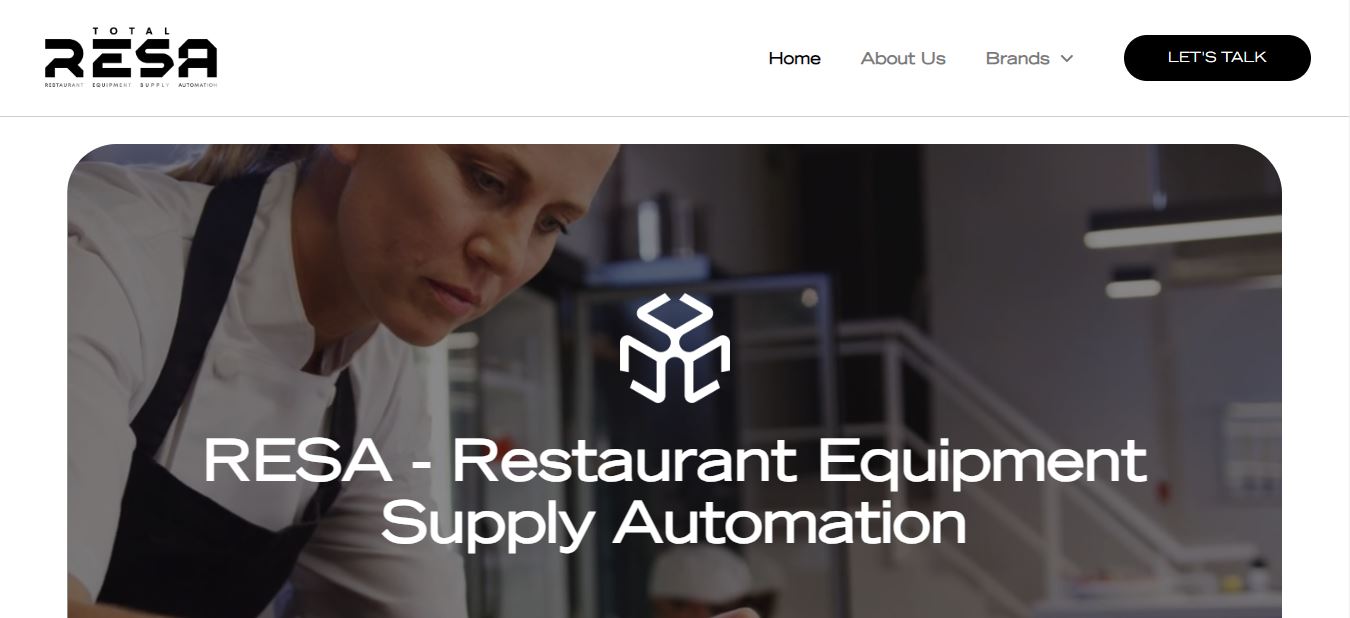 TOTAL
RESA
RESTAURANT EQUIPMENT SUPPLY AUTOMATION
Home
About Us
Brands
LET'S TALK
RESA - Restaurant Equipment
Supply Automation